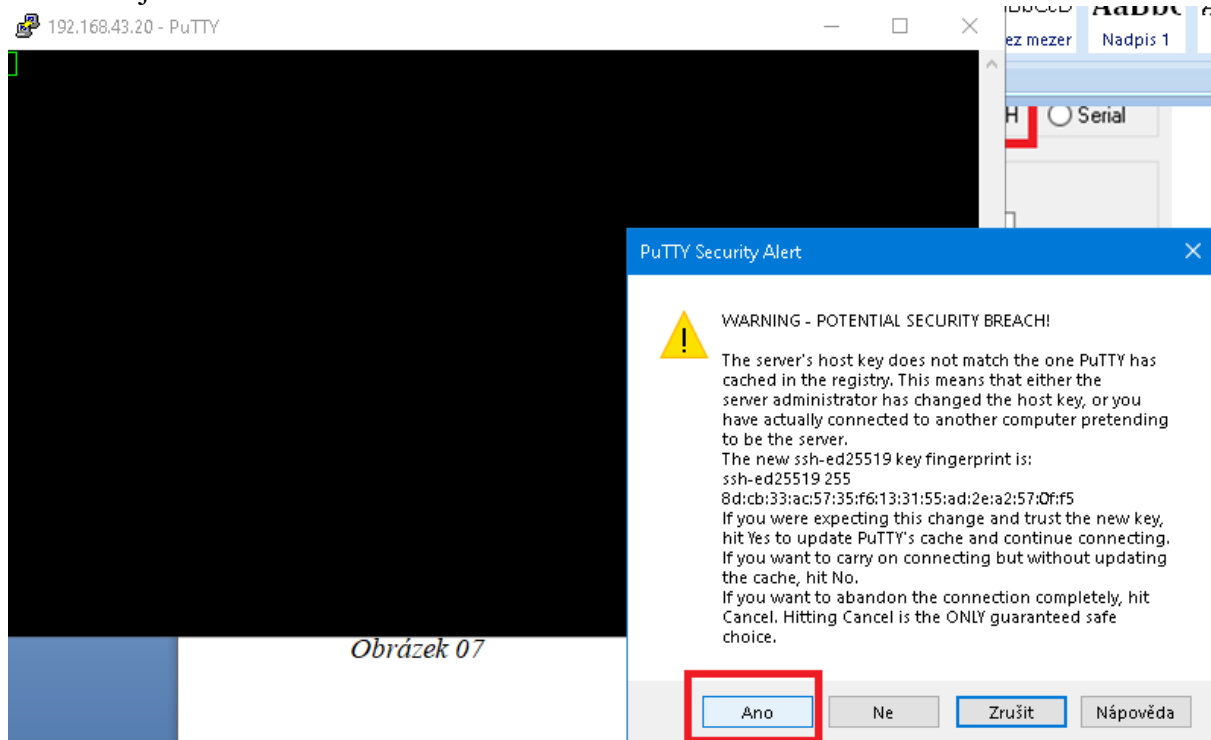 192.168.43.20 - PuTTY
ez mezer
Nadpis 1
Serial
PuTTY Security Alert
WARNING - POTENTIAL SECURITY BREACH!
The server's host key does not match the one PuTTY has
cached in the registry. This means that either the
server administrator has changed the host key, or you
have actually connected to another computer pretending
to be the server.
The new ssh-ed25519 key fingerprint is:
ssh-ed25519 255
8d:cb:33:ac:57:35:f6:13:31:55:ad:2e:a2:57:0f:f5
If you were expecting this change and trust the new key,
hit Yes to update PuTTY's cache and continue connecting.
If you want to carry on connecting but without updating
the cache, hit No.
If you want to abandon the connection completely, hit
Cancel. Hitting Cancel is the ONLY guaranteed safe
choice.
Obrázek 07
Ano
Ne
Zrušit
Nápověda